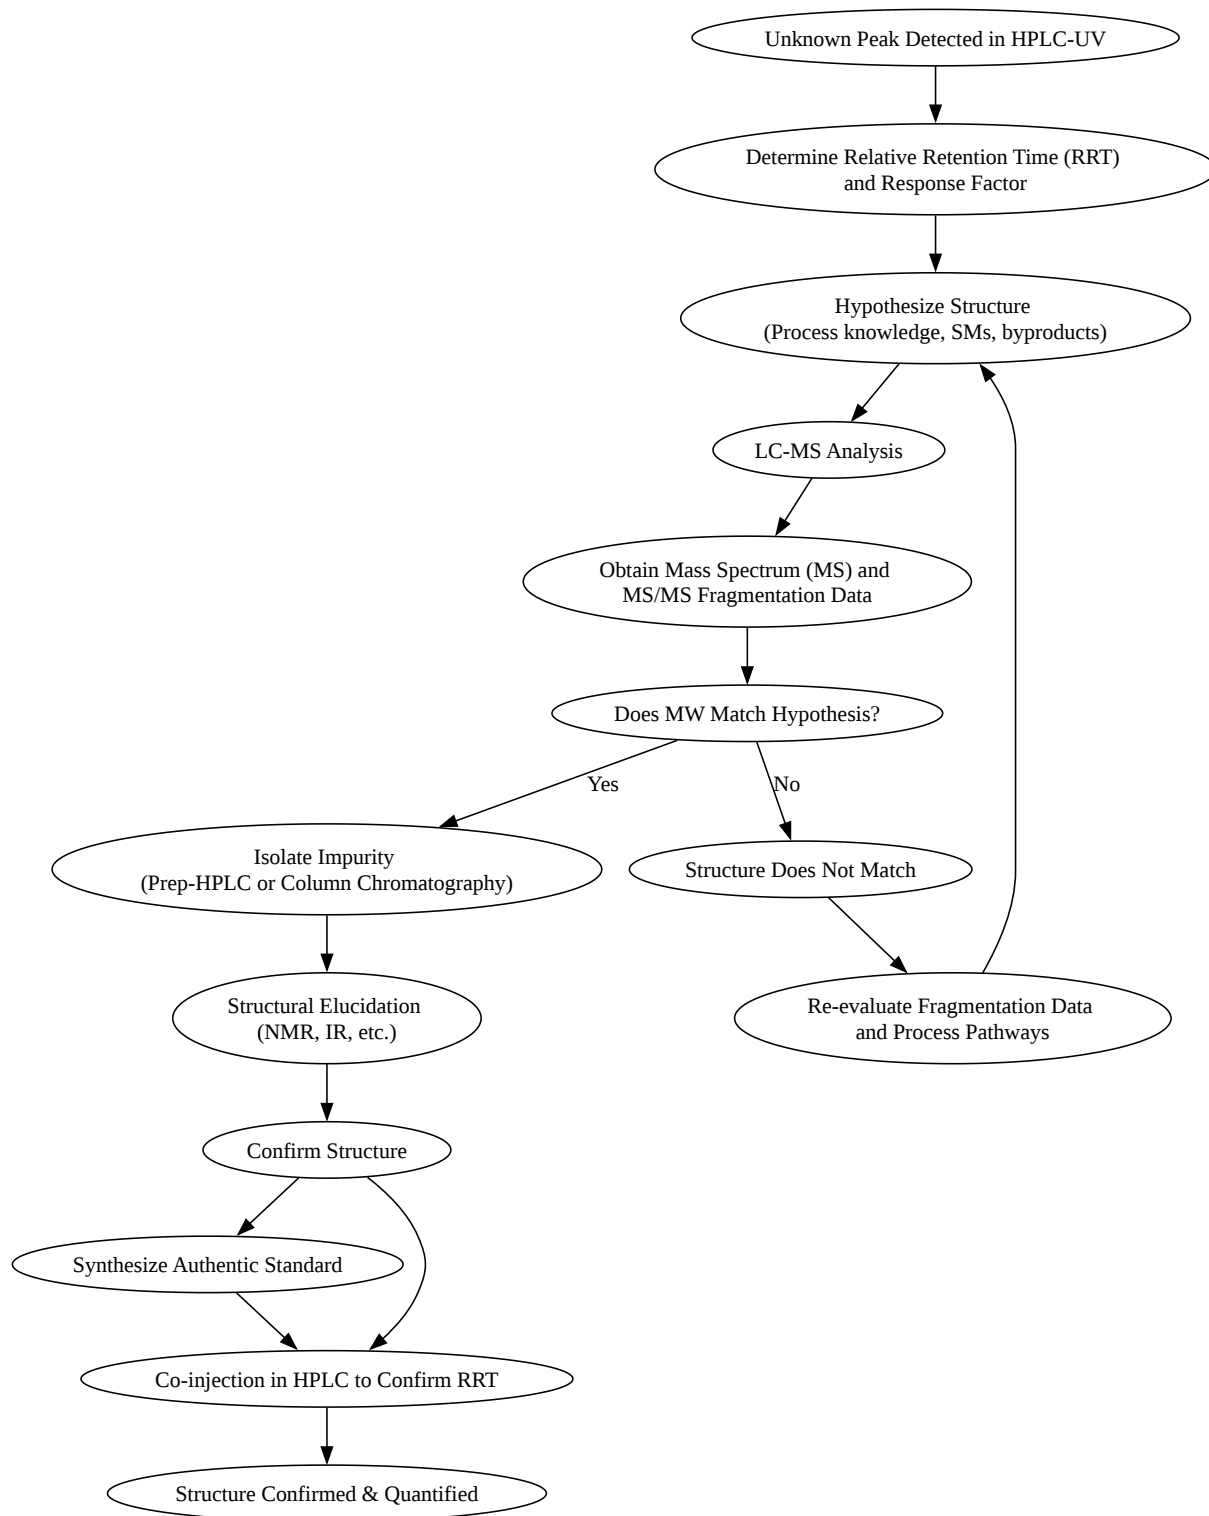 Unknown Peak Detected in HPLC-UV
Determine Relative Retention Time (RRT)
and Response Factor
Hypothesize Structure
(Process knowledge, SMs, byproducts)
LC-MS Analysis
Obtain Mass Spectrum (MS) and
MS/MS Fragmentation Data
Does MW Match Hypothesis?
Yes
No
Isolate Impurity
(Prep-HPLC or Column Chromatography)
Structure Does Not Match
Structural Elucidation
(NMR, IR, etc.)
Re-evaluate Fragmentation Data
and Process Pathways
Confirm Structure
Synthesize Authentic Standard
Co-injection in HPLC to Confirm RRT
Structure Confirmed & Quantified